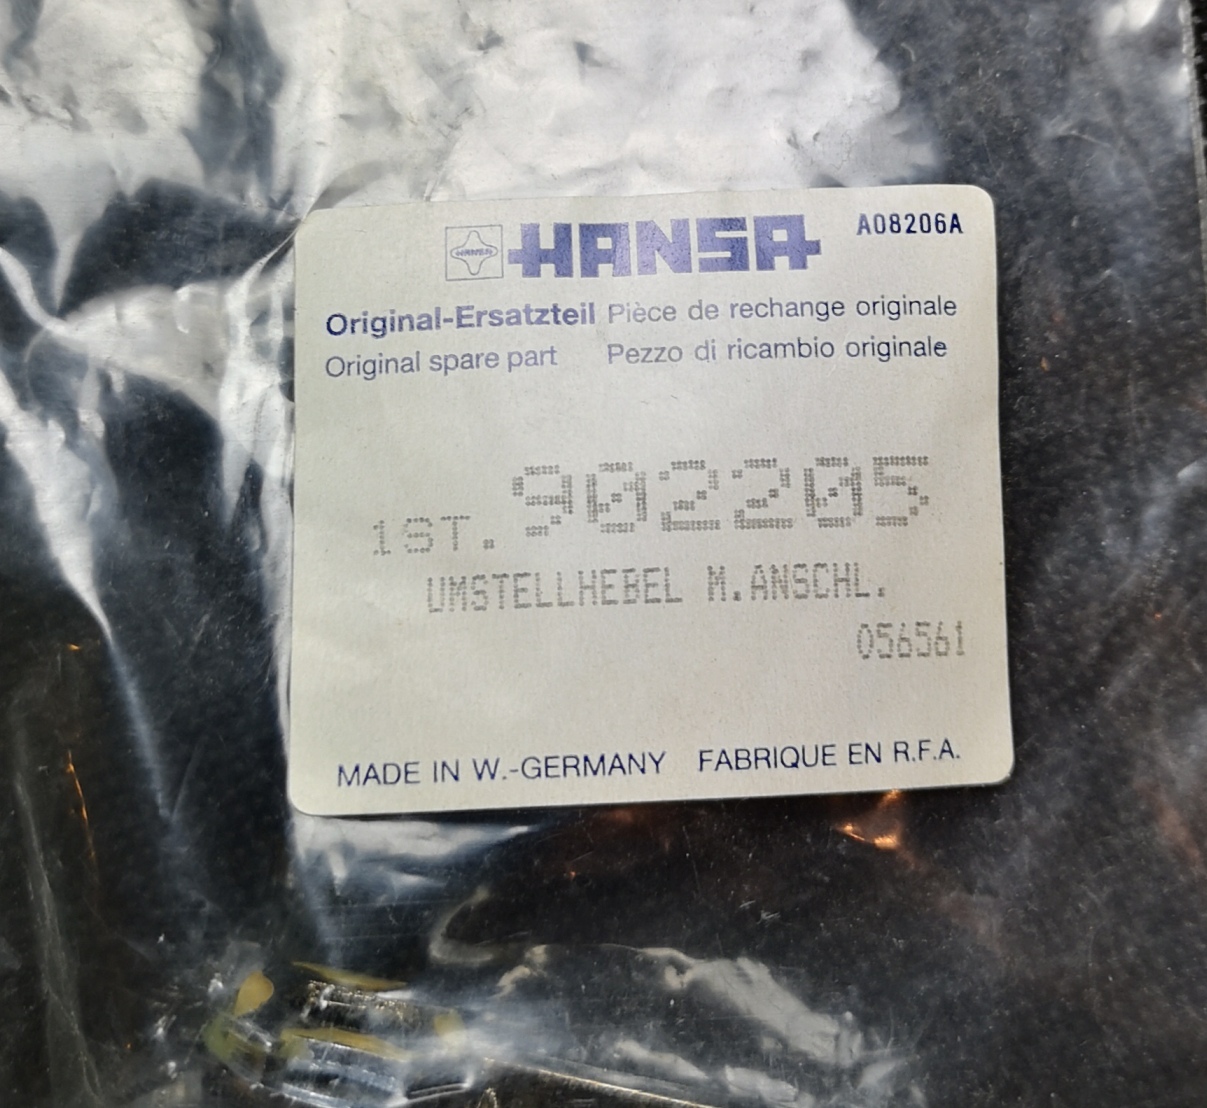 HANSA HANSA A08206A
Original-Ersatzteil Pièce de rechange originale
Original spare part Pezzo di ricambio originale
1ST. 902205
UMSTELLHEBEL M.ANSCHL.
056561
MADE IN W.-GERMANY FABRIQUE EN R.F.A.